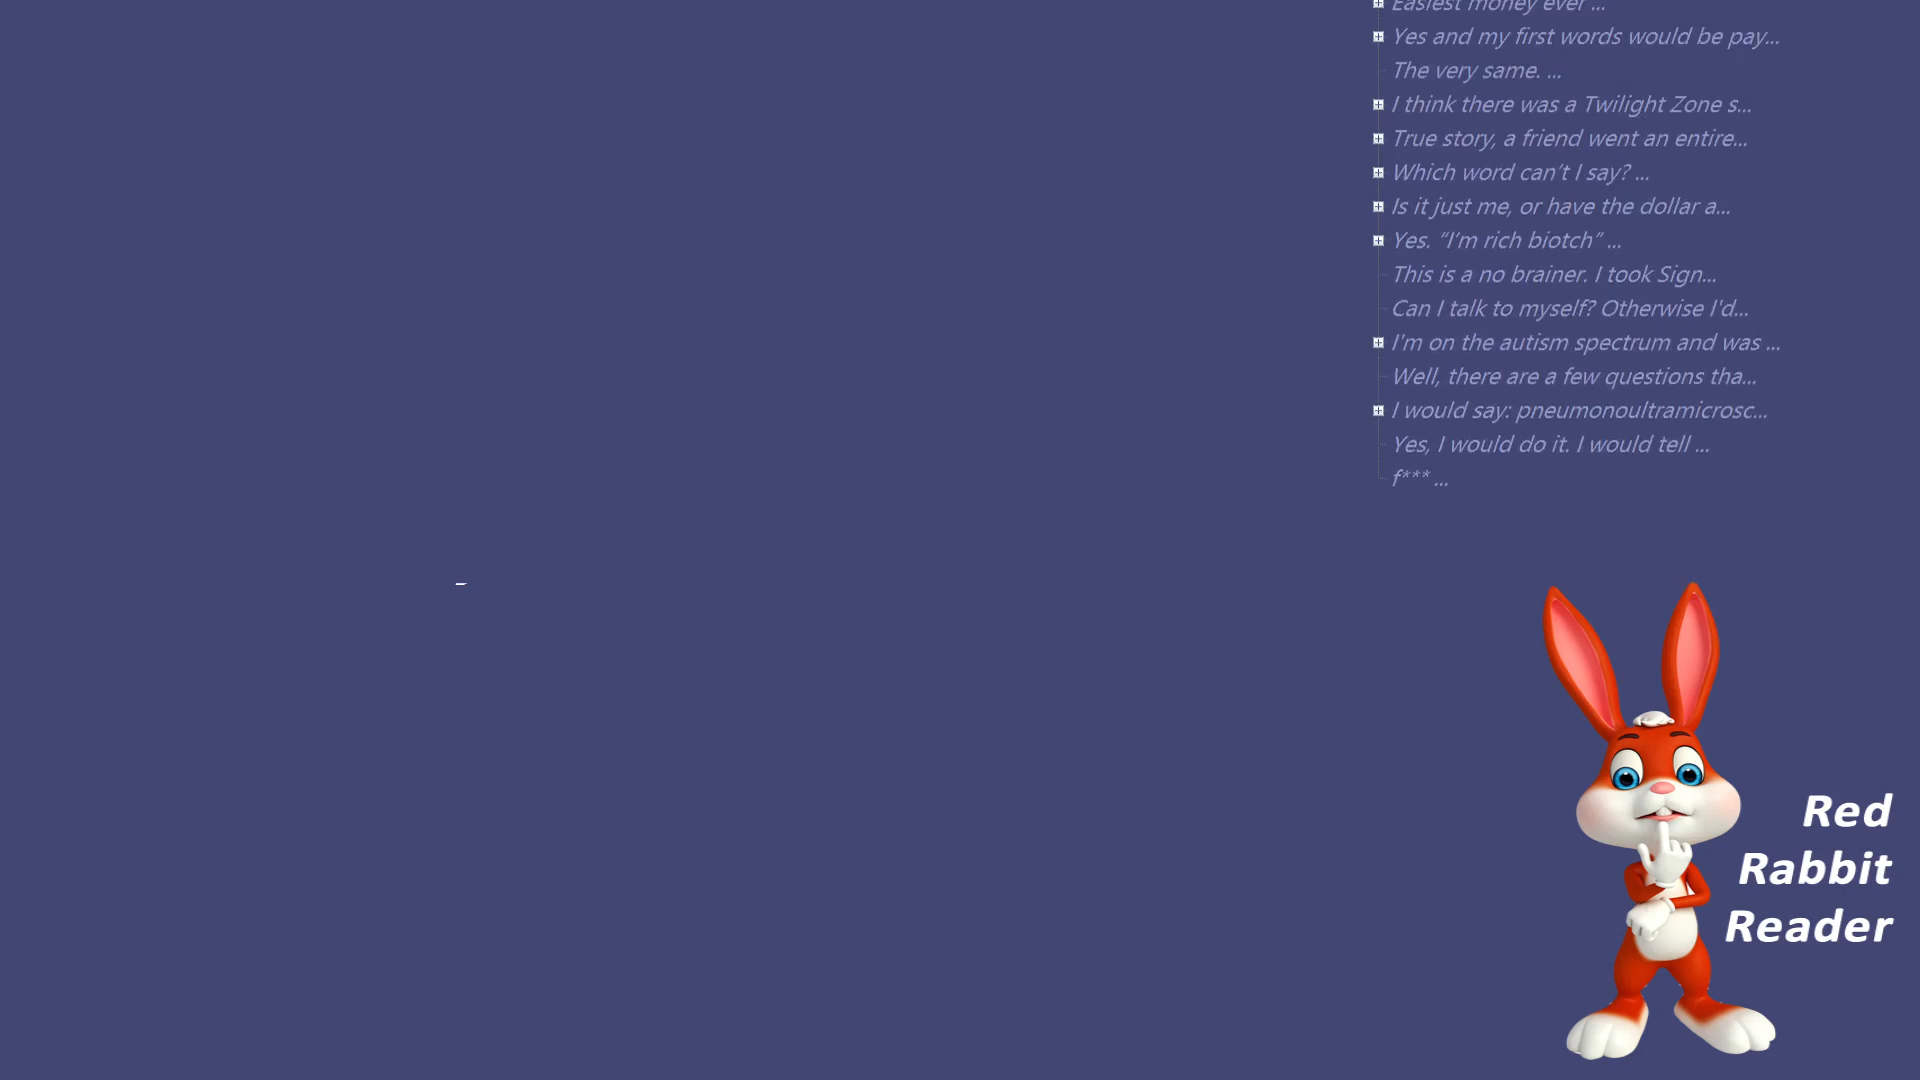 Easiest money ever ...
Yes and my first words would be pay...
The very same. ...
I think there was a Twilight Zone s...
True story, a friend went an entire...
Which word can’t I say? ...
Is it just me, or have the dollar a...
Yes. “I’m rich biotch” ...
This is a no brainer. I took Sign...
Can I talk to myself? Otherwise I'd...
I'm on the autism spectrum and was ...
Well, there are a few questions tha...
I would say: pneumonoultramicrosc...
Yes, I would do it. I would tell ...
f*** ...
Red
Rabbit
Reader